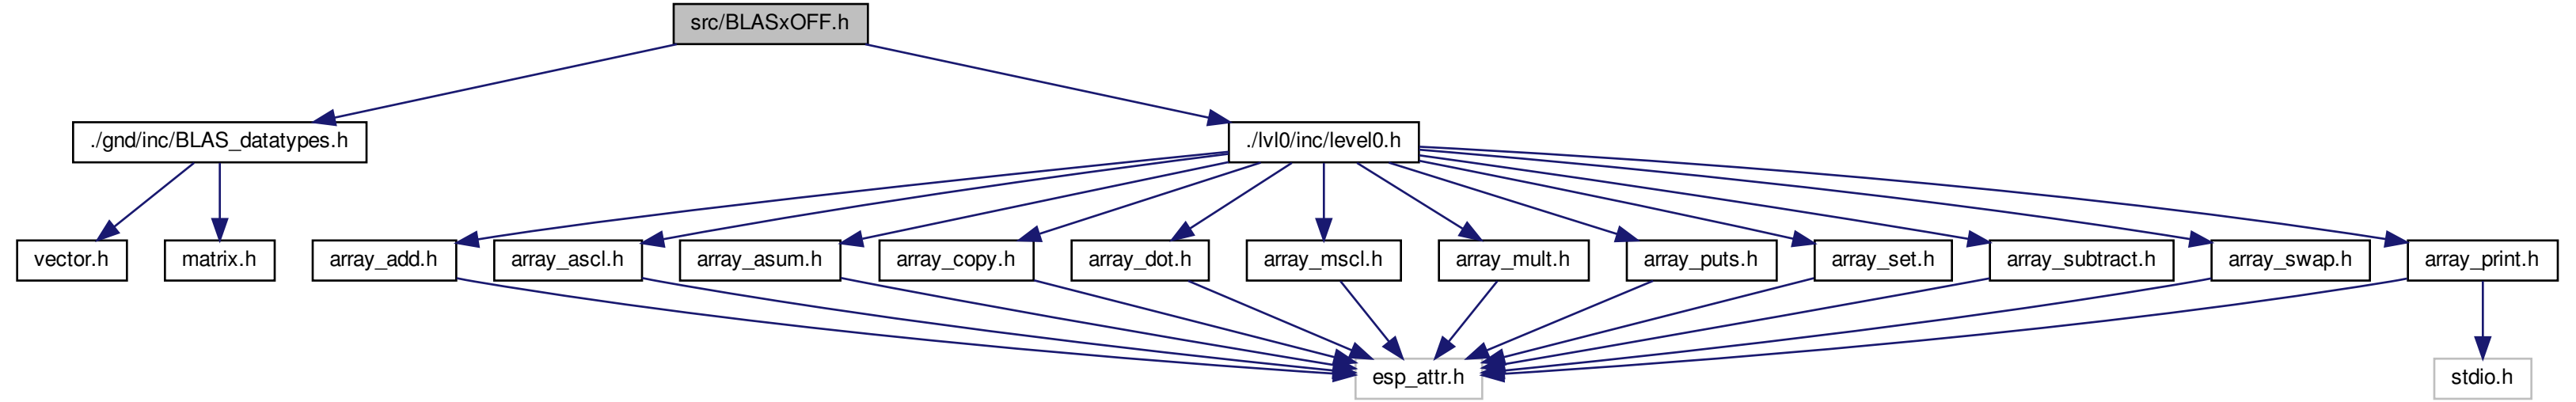 src/BLASxOFF.h
./gnd/inc/BLAS_datatypes.h
./lvl0/inc/level0.h
vector.h
matrix.h
array_add.h
array_ascl.h
array_asum.h
array_copy.h
array_dot.h
array_mscl.h
array_mult.h
array_puts.h
array_set.h
array_subtract.h
array_swap.h
array_print.h
esp_attr.h
stdio.h